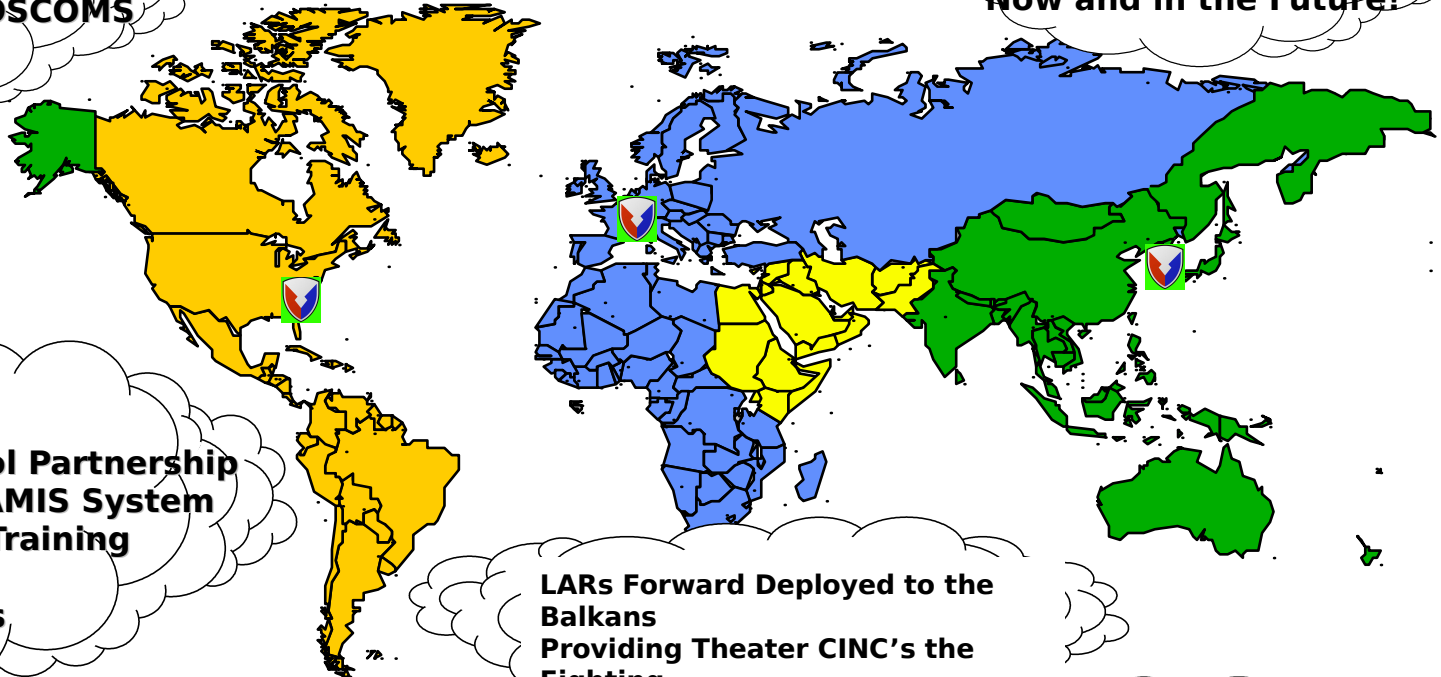 Now and in the Future!
ol Partnership
AMIS System
Training
s
LARs Forward Deployed to the
Balkans
Providing Theater CINC’s the
Fighting